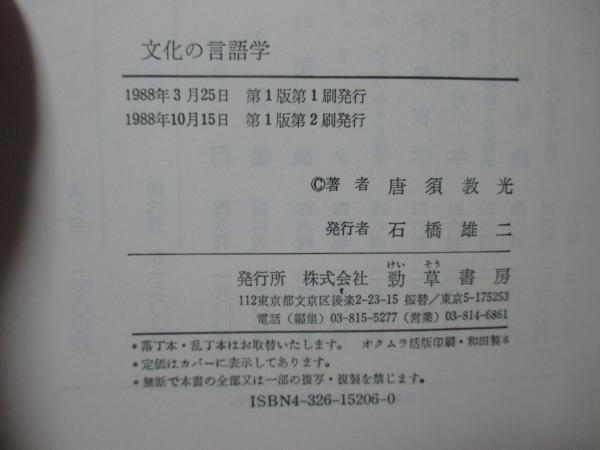 文化の言語学
1988年3月25日 第1版第1刷発行
1988年10月15日 第1版第2刷発行
©著者 唐須教光
発行者 石橋雄二
けい そう
発行所 株式会社 勁草書房
112東京都文京区後楽2-23-15 振替/東京5-175253
電話(編集)03-815-5277(営業)03-814-6861
*落丁本・乱丁本はお取替いたします。 オクムラ活版印刷・和田製本
*定価はカバーに表示してあります。
*無断で本書の全部又は一部の複写・複製を禁じます。
ISBN4-326-15206-0